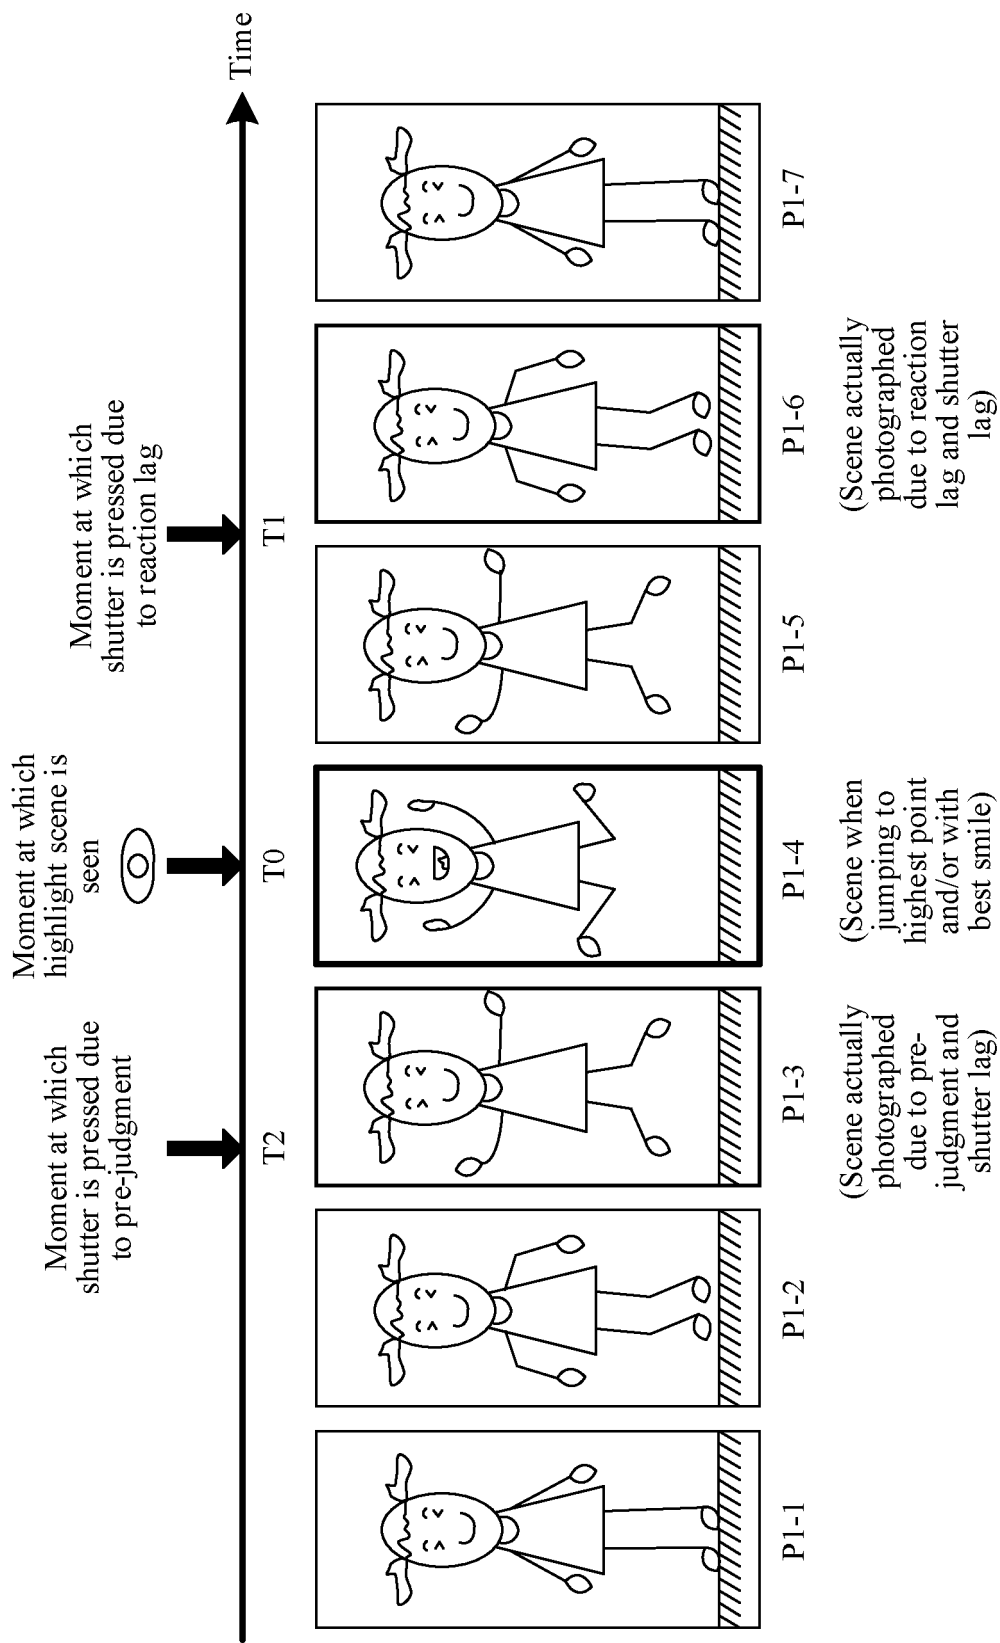 Moment at which
shutter is pressed due
to pre-judgment
Moment at which
highlight scene is
seen
Moment at which
shutter is pressed due
to reaction lag
T2
T0
T1
Time
P1-1
P1-2
P1-3
P1-4
P1-5
P1-6
P1-7
(Scene actually
photographed
due to pre-
judgment and
shutter lag)
(Scene when
jumping to
highest point
and/or with
best smile)
(Scene actually
photographed
due to reaction
lag and shutter
lag)